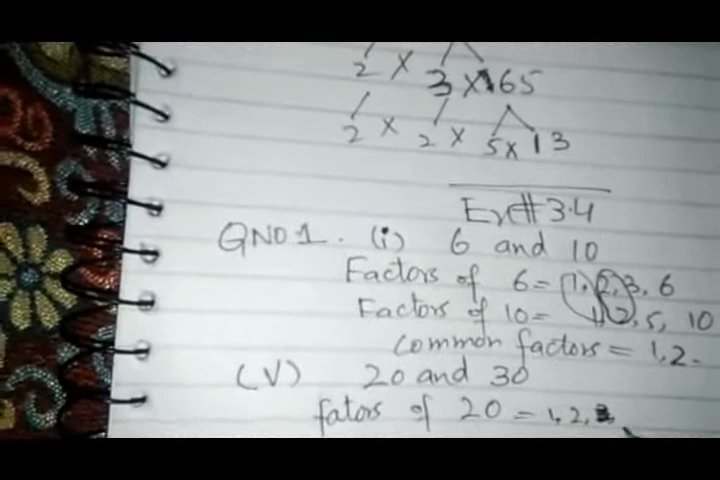 2 × 3 × 65
2 × 2 × 5 × 13
Ex# 3.4
QNO1. (i) 6 and 10
Factors of 6 = 1, 2, 3, 6
Factors of 10 = 1, 2, 5, 10
Common factors = 1, 2.
(V) 20 and 30
fators of 20 = 1, 2,